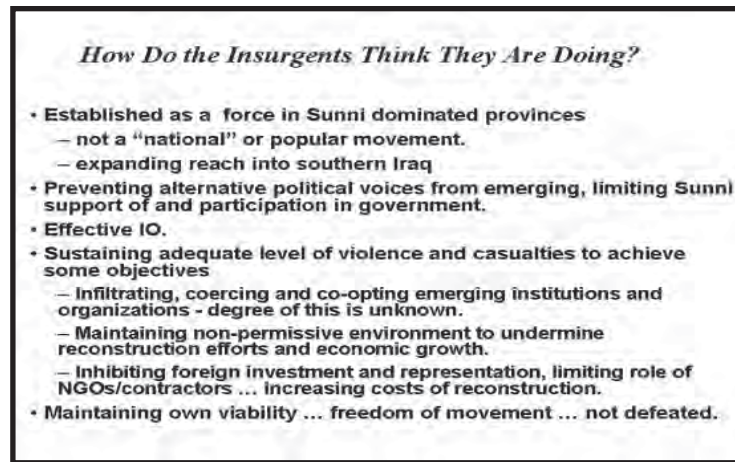 How Do the Insurgents Think They Are Doing?
• Established as a force in Sunni dominated provinces
– not a “national” or popular movement.
– expanding reach into southern Iraq
• Preventing alternative political voices from emerging, limiting Sunni
support of and participation in government.
• Effective IO.
• Sustaining adequate level of violence and casualties to achieve
some objectives
– Infiltrating, coercing and co-opting emerging institutions and
organizations - degree of this is unknown.
– Maintaining non-permissive environment to undermine
reconstruction efforts and economic growth.
– Inhibiting foreign investment and representation, limiting role of
NGOs/contractors ... increasing costs of reconstruction.
• Maintaining own viability ... freedom of movement ... not defeated.